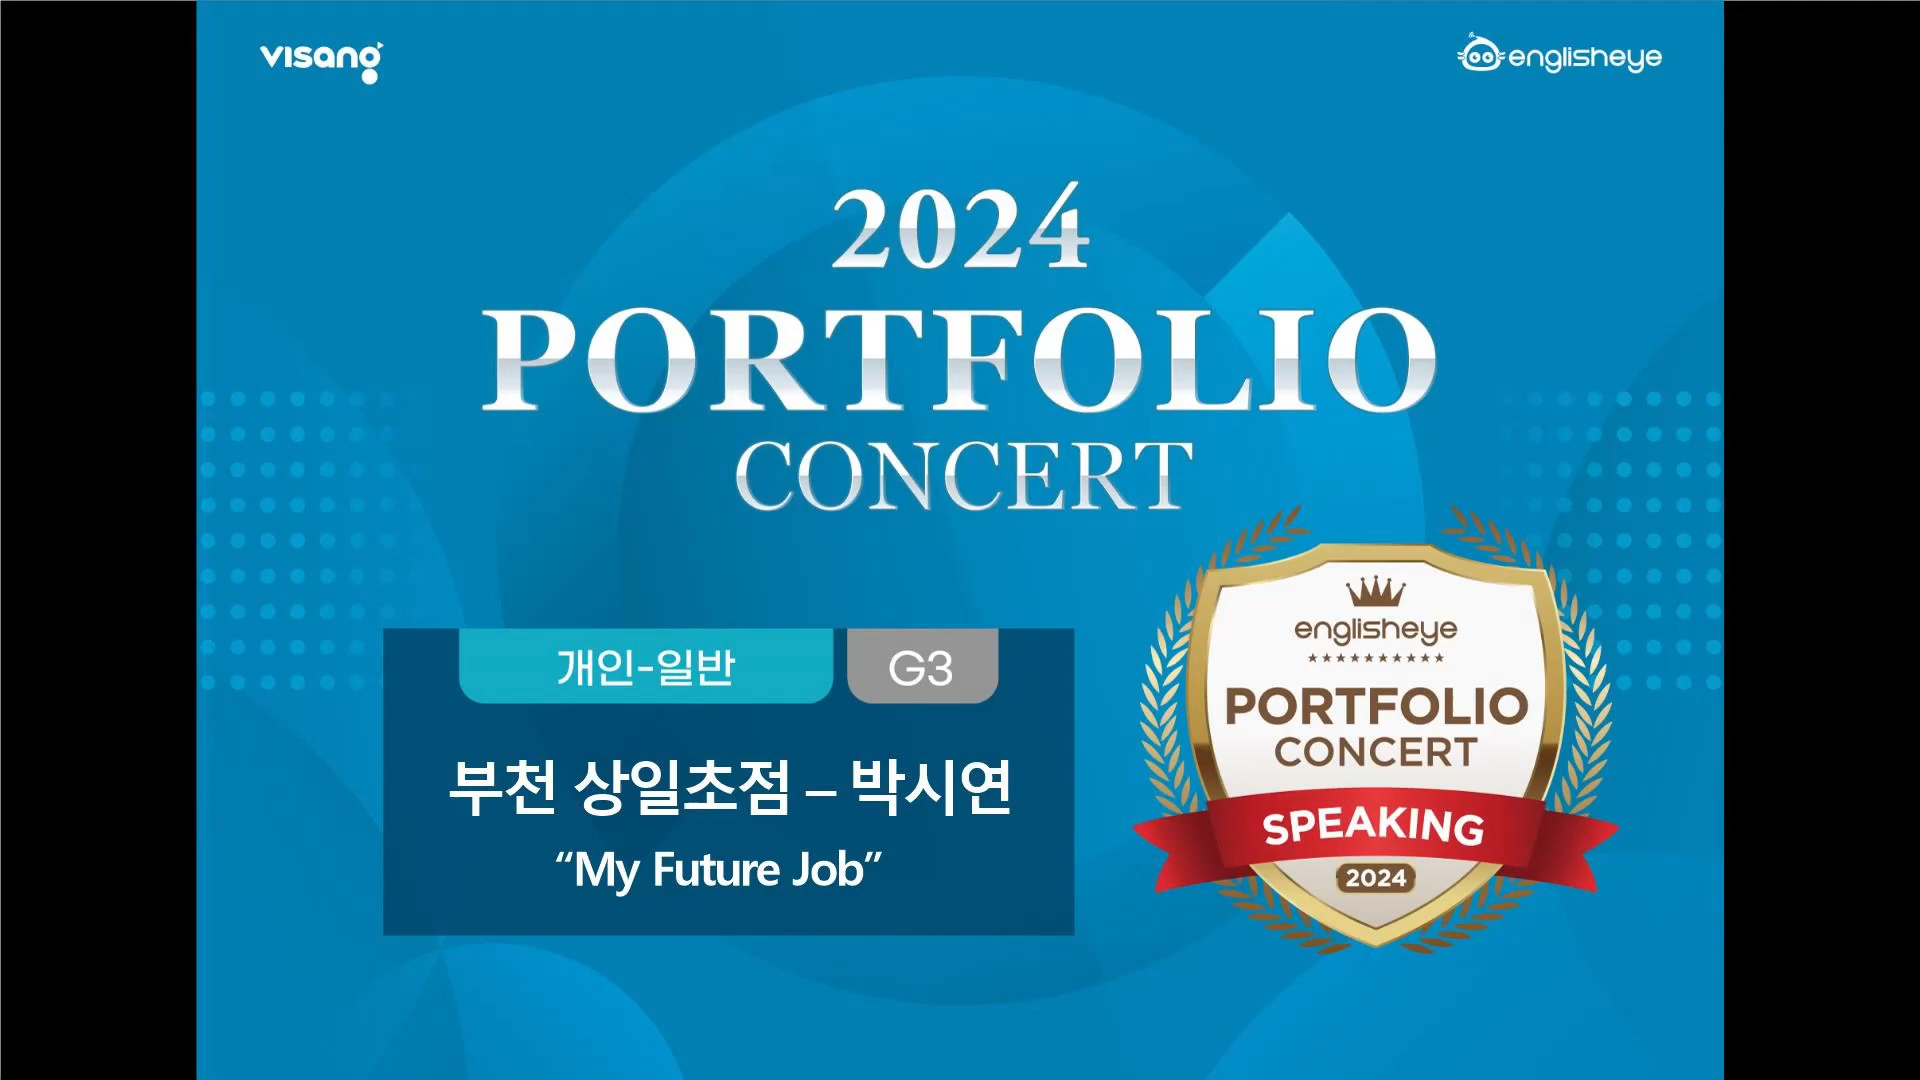 visang
englisheye
2024
PORTFOLIO
CONCERT
개인-일반
G3
부천 상일초점 – 박시연
“My Future Job”
englisheye
PORTFOLIO
CONCERT
SPEAKING
2024